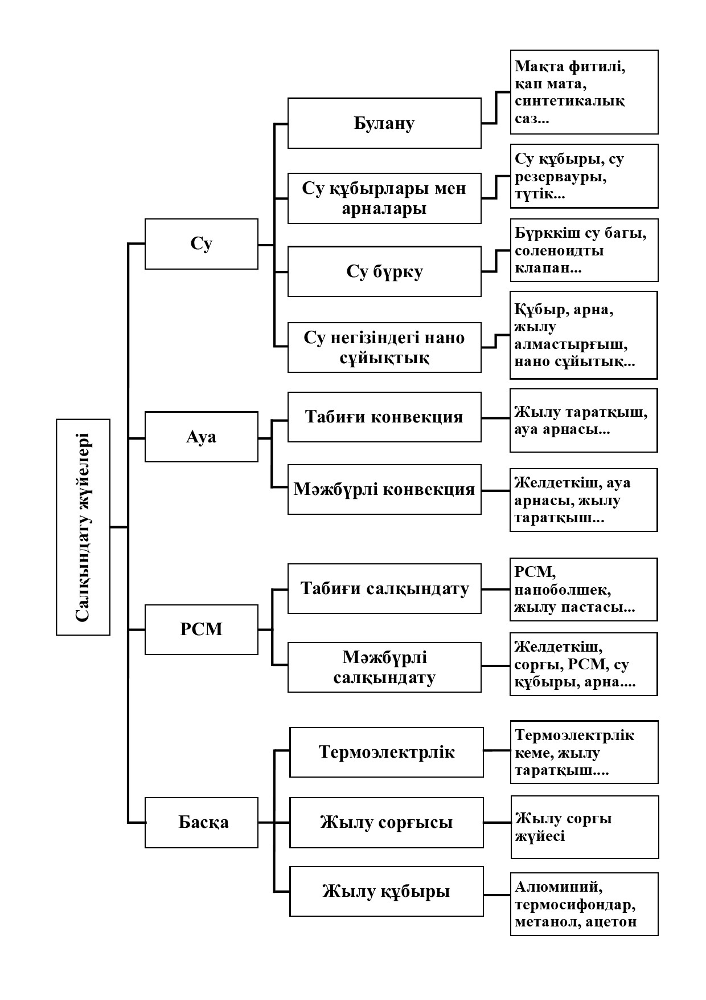 Салқындату жүйелері
Су
Булану
Мақта фитилі,
қап мата,
синтетикалық
саз...
Су құбырлары мен
арналары
Су құбыры, су
резервауры,
түтік...
Су бүрку
Бүрккіш су бағы,
соленоидты
клапан...
Су негізіндегі нано
сұйықтық
Құбыр, арна,
жылу
алмастырғыш,
нано сұйытық...
Ауа
Табиғи конвекция
Жылу таратқыш,
ауа арнасы...
Мәжбүрлі конвекция
Желдеткіш, ауа
арнасы, жылу
таратқыш...
PCM
Табиғи салқындату
PCM,
нанобөлшек,
жылу пастасы...
Мәжбүрлі
салқындату
Желдеткіш,
сорғы, PCM, су
құбыры, арна....
Басқа
Термоэлектрлік
Термоэлектрлік
кеме, жылу
таратқыш....
Жылу сорғысы
Жылу сорғы
жүйесі
Жылу құбыры
Алюминий,
термосифондар,
метанол, ацетон